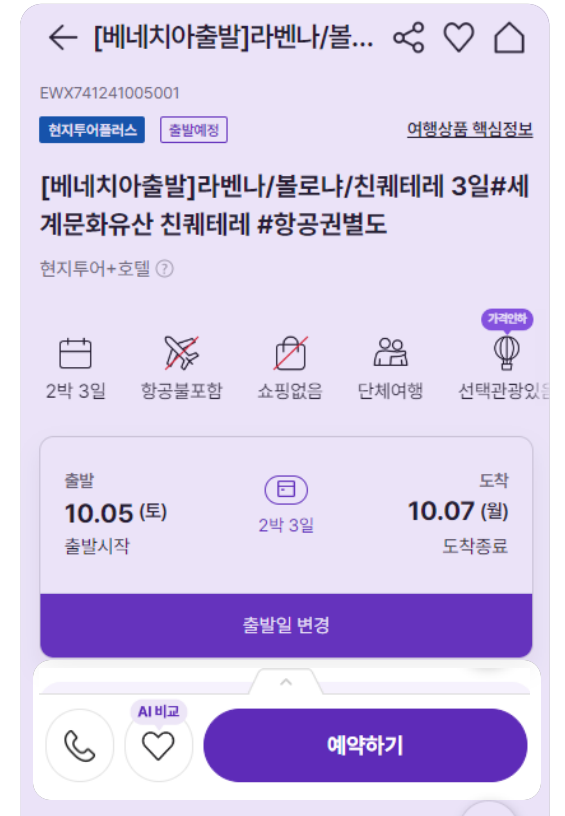 [베네치아출발]라벤나/볼...
EWX741241005001
현지투어플러스 출발예정 여행상품 핵심정보
[베네치아출발]라벤나/볼로냐/친퀘테레 3일#세
계문화유산 친퀘테레 #항공권별도
현지투어+호텔 ?
가격인하
2박 3일 항공불포함 쇼핑없음 단체여행 선택관광있음
출발 도착
10.05 (토) 2박 3일 10.07 (월)
출발시작 도착종료
출발일 변경
AI 비교
예약하기